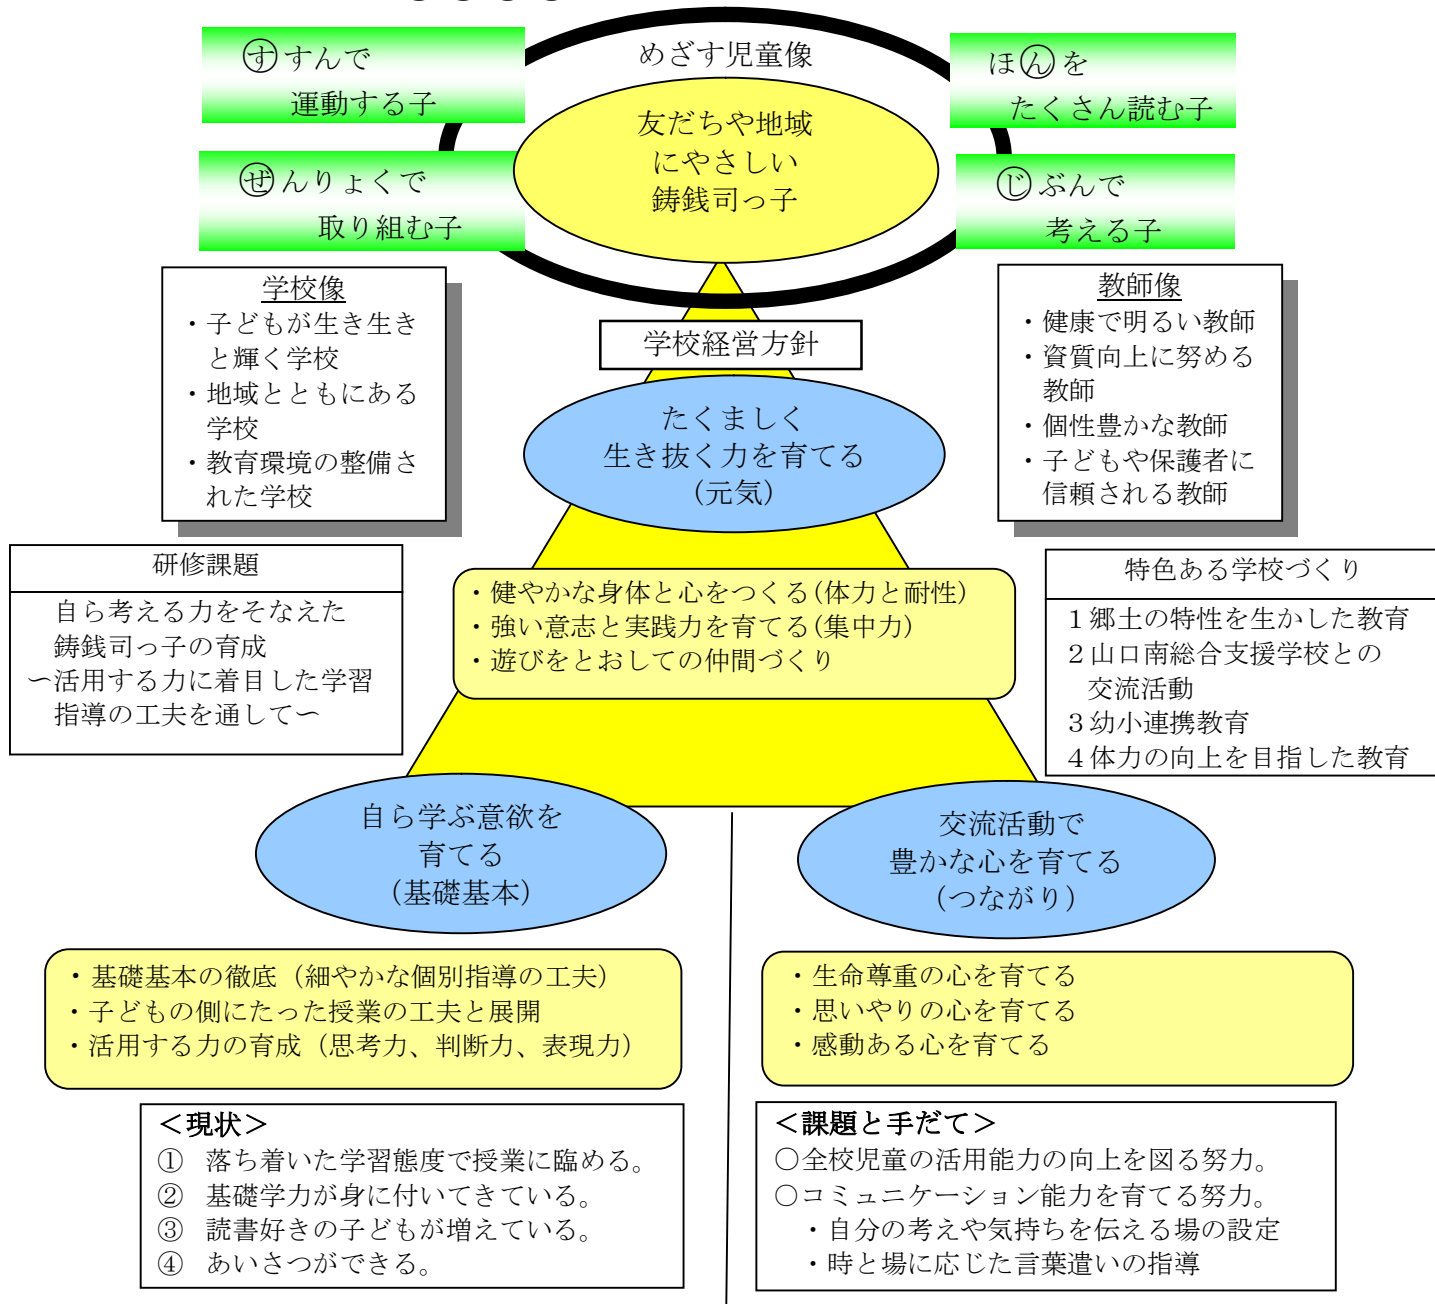 すすんで
運動する子
めざす児童像
ほんを
たくさん読む子
友だちや地域
にやさしい
鋳銭司っ子
ぜんりょくで
取り組む子
じぶんで
考える子
学校像
・子どもが生き生き
と輝く学校
・地域とともにある
学校
・教育環境の整備さ
れた学校
教師像
・健康で明るい教師
・資質向上に努める
教師
・個性豊かな教師
・子どもや保護者に
信頼される教師
学校経営方針
たくましく
生き抜く力を育てる
（元気）
研修課題
自ら考える力をそなえた
鋳銭司っ子の育成
～活用する力に着目した学習
指導の工夫を通して～
・健やかな身体と心をつくる(体力と耐性)
・強い意志と実践力を育てる(集中力)
・遊びをとおしての仲間づくり
特色ある学校づくり
１郷土の特性を生かした教育
２山口南総合支援学校との
交流活動
３幼小連携教育
４体力の向上を目指した教育
自ら学ぶ意欲を
育てる
（基礎基本）
交流活動で
豊かな心を育てる
（つながり）
・基礎基本の徹底（細やかな個別指導の工夫）
・子どもの側にたった授業の工夫と展開
・活用する力の育成（思考力、判断力、表現力）
・生命尊重の心を育てる
・思いやりの心を育てる
・感動ある心を育てる
＜現状＞
① 落ち着いた学習態度で授業に臨める。
② 基礎学力が身に付いてきている。
③ 読書好きの子どもが増えている。
④ あいさつができる。
＜課題と手だて＞
○全校児童の活用能力の向上を図る努力。
○コミュニケーション能力を育てる努力。
・自分の考えや気持ちを伝える場の設定
・時と場に応じた言葉遣いの指導